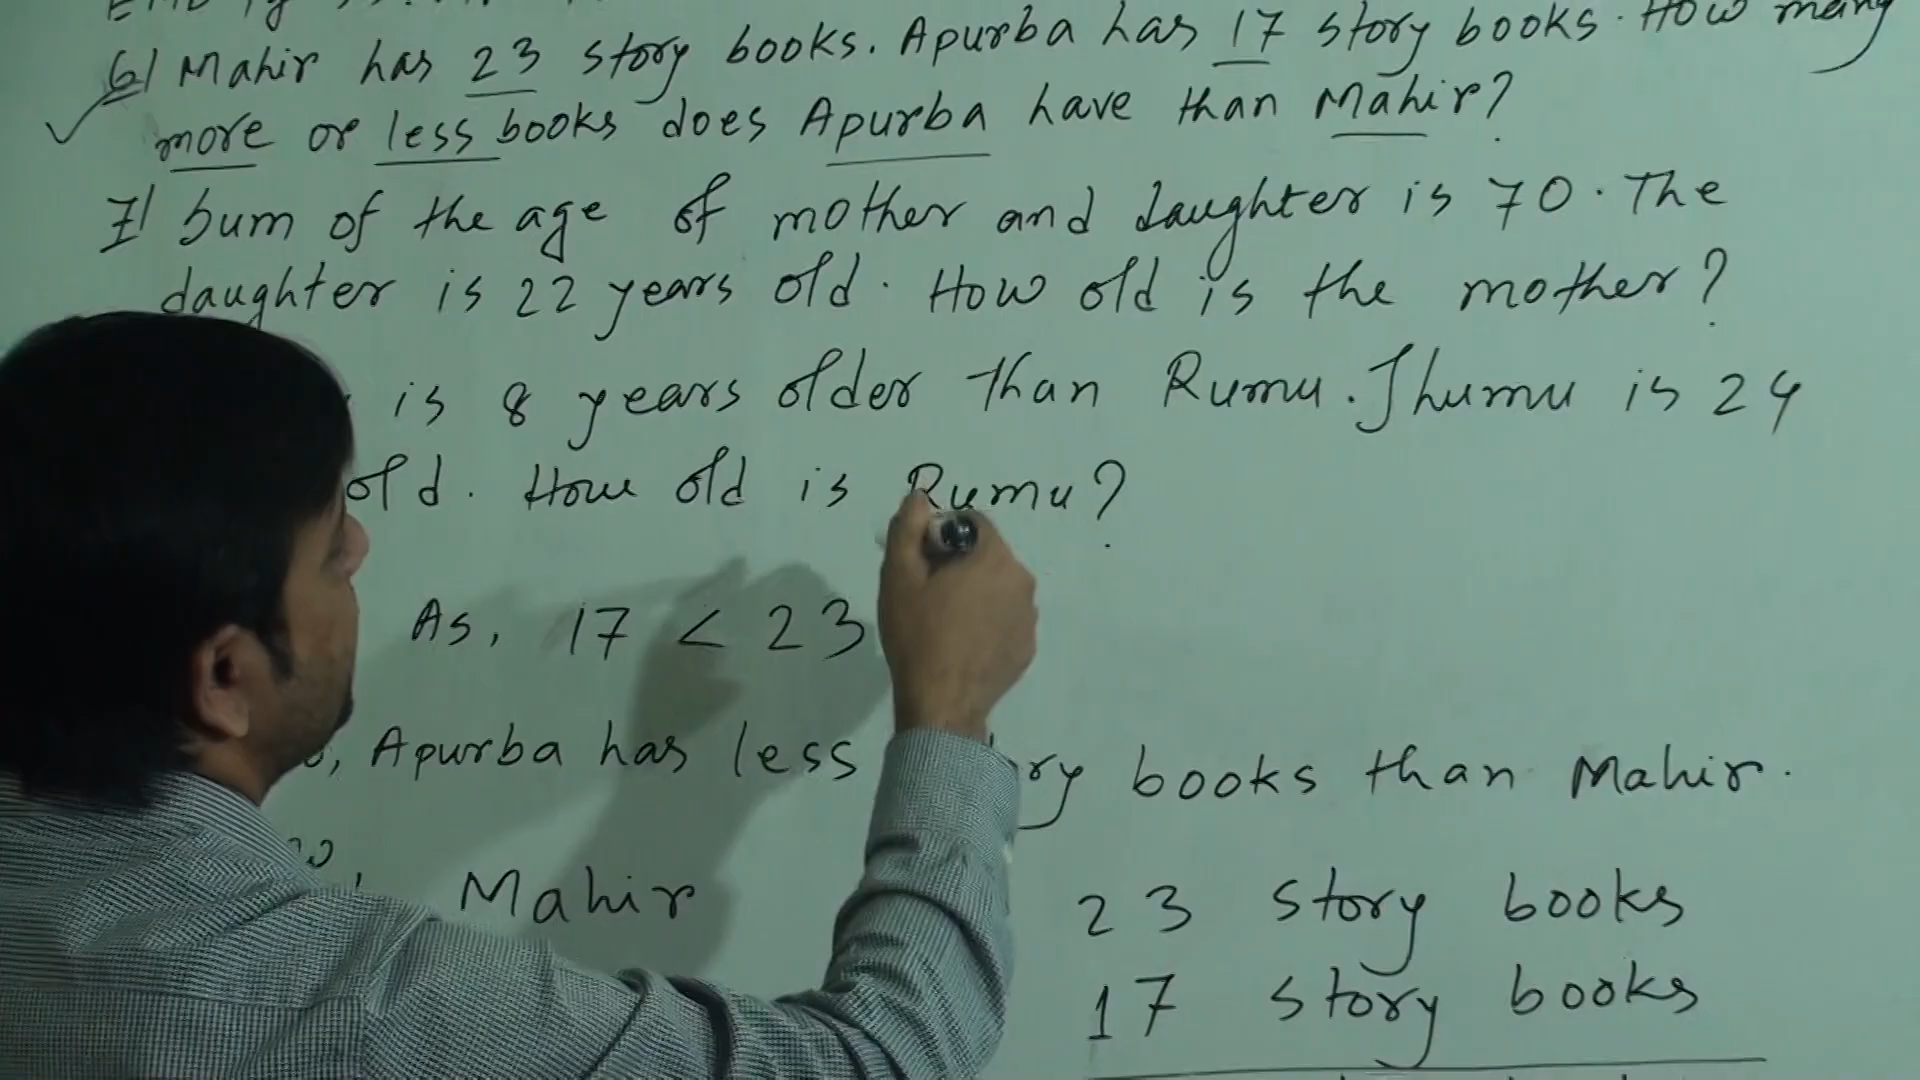 6| Mahir has 23 story books. Apurba has 17 story books. How many
more or less books does Apurba have than Mahir?
7| Sum of the age of mother and daughter is 70. The
daughter is 22 years old. How old is the mother?
is 8 years older than Rumu. Jhumu is 24
old. How old is Rumu?
As, 17 < 23
Apurba has less books than Mahir.
Mahir 23 story books
17 story books